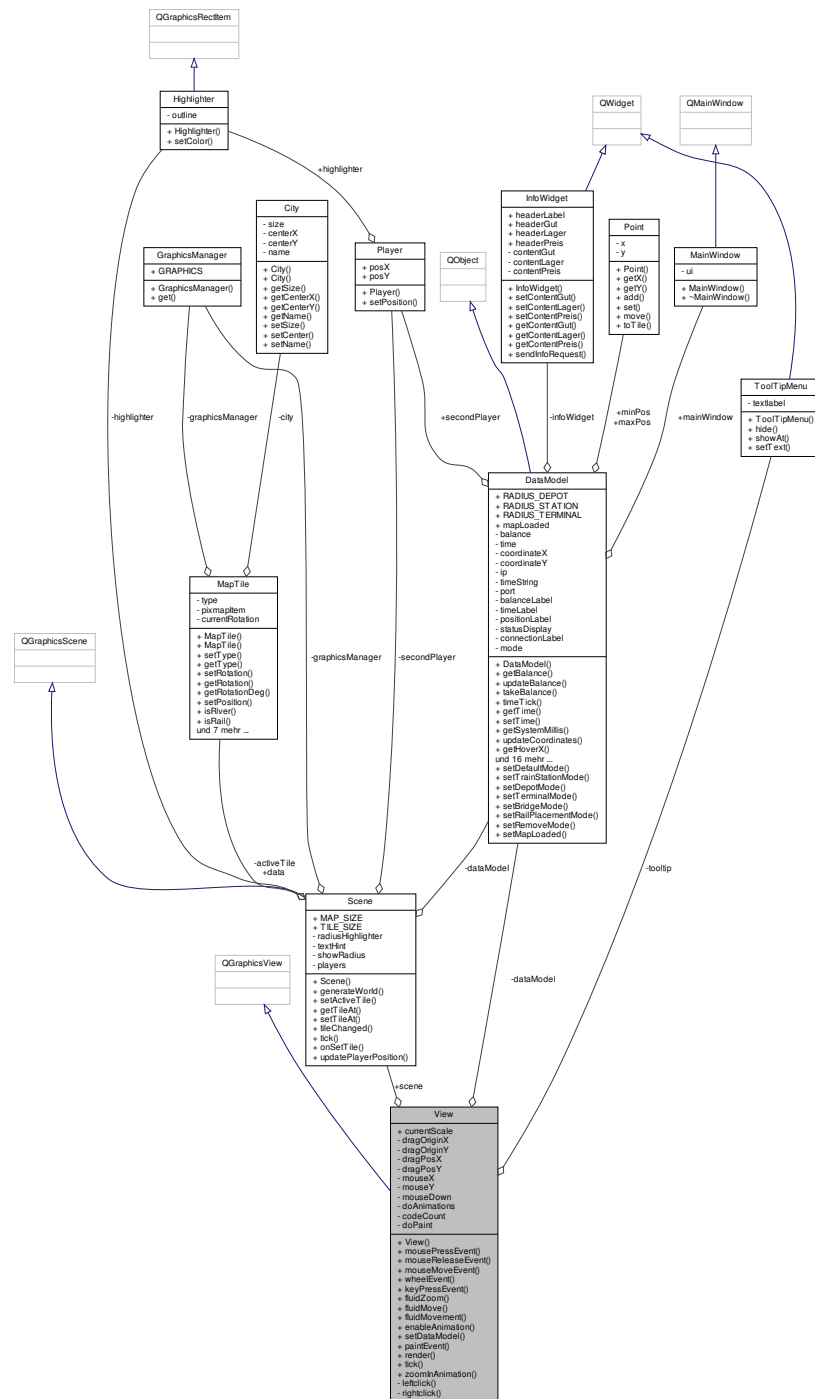 QGraphicsRectItem
Highlighter
- outline
+ Highlighter()
+ setColor()
QWidget
QMainWindow
+highlighter
City
- size
- centerX
- centerY
- name
+ City()
+ City()
+ getSize()
+ getCenterX()
+ getCenterY()
+ getName()
+ setSize()
+ setCenter()
+ setName()
InfoWidget
+ headerLabel
+ headerGut
+ headerLager
+ headerPreis
- contentGut
- contentLager
- contentPreis
+ InfoWidget()
+ setContentGut()
+ setContentLager()
+ setContentPreis()
+ getContentGut()
+ getContentLager()
+ getContentPreis()
+ sendInfoRequest()
Point
- x
- y
+ Point()
+ getX()
+ getY()
+ add()
+ set()
+ move()
+ toTile()
GraphicsManager
+ GRAPHICS
+ GraphicsManager()
+ get()
Player
+ posX
+ posY
+ Player()
+ setPosition()
QObject
MainWindow
- ui
+ MainWindow()
+ ~MainWindow()
ToolTipMenu
- textlabel
+ ToolTipMenu()
+ hide()
+ showAt()
+ setText()
-highlighter
-graphicsManager
-city
+secondPlayer
-infoWidget
+minPos
+maxPos
+mainWindow
DataModel
+ RADIUS_DEPOT
+ RADIUS_STATION
+ RADIUS_TERMINAL
+ mapLoaded
- balance
- time
- coordinateX
- coordinateY
- ip
- timeString
- port
- balanceLabel
- timeLabel
- positionLabel
- statusDisplay
- connectionLabel
- mode
+ DataModel()
+ getBalance()
+ updateBalance()
+ takeBalance()
+ timeTick()
+ getTime()
+ setTime()
+ getSystemMillis()
+ updateCoordinates()
+ getHoverX()
und 16 mehr ...
+ setDefaultMode()
+ setTrainStationMode()
+ setDepotMode()
+ setTerminalMode()
+ setBridgeMode()
+ setRailPlacementMode()
+ setRemoveMode()
+ setMapLoaded()
MapTile
- type
- pixmapItem
- currentRotation
+ MapTile()
+ MapTile()
+ setType()
+ getType()
+ setRotation()
+ getRotation()
+ getRotationDeg()
+ setPosition()
+ isRiver()
+ isRail()
und 7 mehr ...
QGraphicsScene
-graphicsManager
-secondPlayer
-activeTile
+data
-dataModel
-tooltip
Scene
+ MAP_SIZE
+ TILE_SIZE
- radiusHighlighter
- textHint
- showRadius
- players
+ Scene()
+ generateWorld()
+ setActiveTile()
+ getTileAt()
+ setTileAt()
+ tileChanged()
+ tick()
+ onSetTile()
+ updatePlayerPosition()
QGraphicsView
-dataModel
+scene
View
+ currentScale
- dragOriginX
- dragOriginY
- dragPosX
- dragPosY
- mouseX
- mouseY
- mouseDown
- doAnimations
- codeCount
- doPaint
+ View()
+ mousePressEvent()
+ mouseReleaseEvent()
+ mouseMoveEvent()
+ wheelEvent()
+ keyPressEvent()
+ fluidZoom()
+ fluidMove()
+ fluidMovement()
+ enableAnimation()
+ setDataModel()
+ paintEvent()
+ render()
+ tick()
+ zoomInAnimation()
- leftclick()
- rightclick()